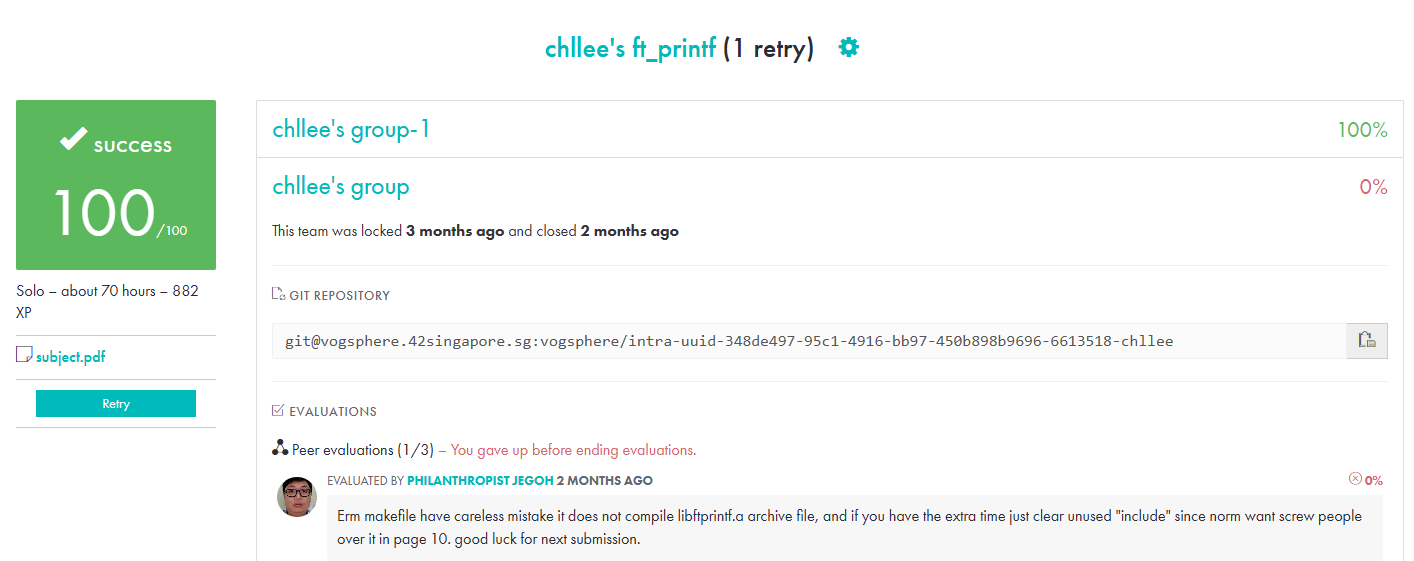 chllee's ft_printf (1 retry)
success
100/100
Solo – about 70 hours – 882
XP
subject.pdf
Retry
chllee's group-1
100%
chllee's group
0%
This team was locked 3 months ago and closed 2 months ago
GIT REPOSITORY
git@vogsphere.42singapore.sg:vogsphere/intra-uuid-348de497-95c1-4916-bb97-450b898b9696-6613518-chllee
EVALUATIONS
Peer evaluations (1/3) – You gave up before ending evaluations.
EVALUATED BY PHILANTHROPIST JEGOH 2 MONTHS AGO
0%
Erm makefile have careless mistake it does not compile libftprintf.a archive file, and if you have the extra time just clear unused "include" since norm want screw people
over it in page 10. good luck for next submission.